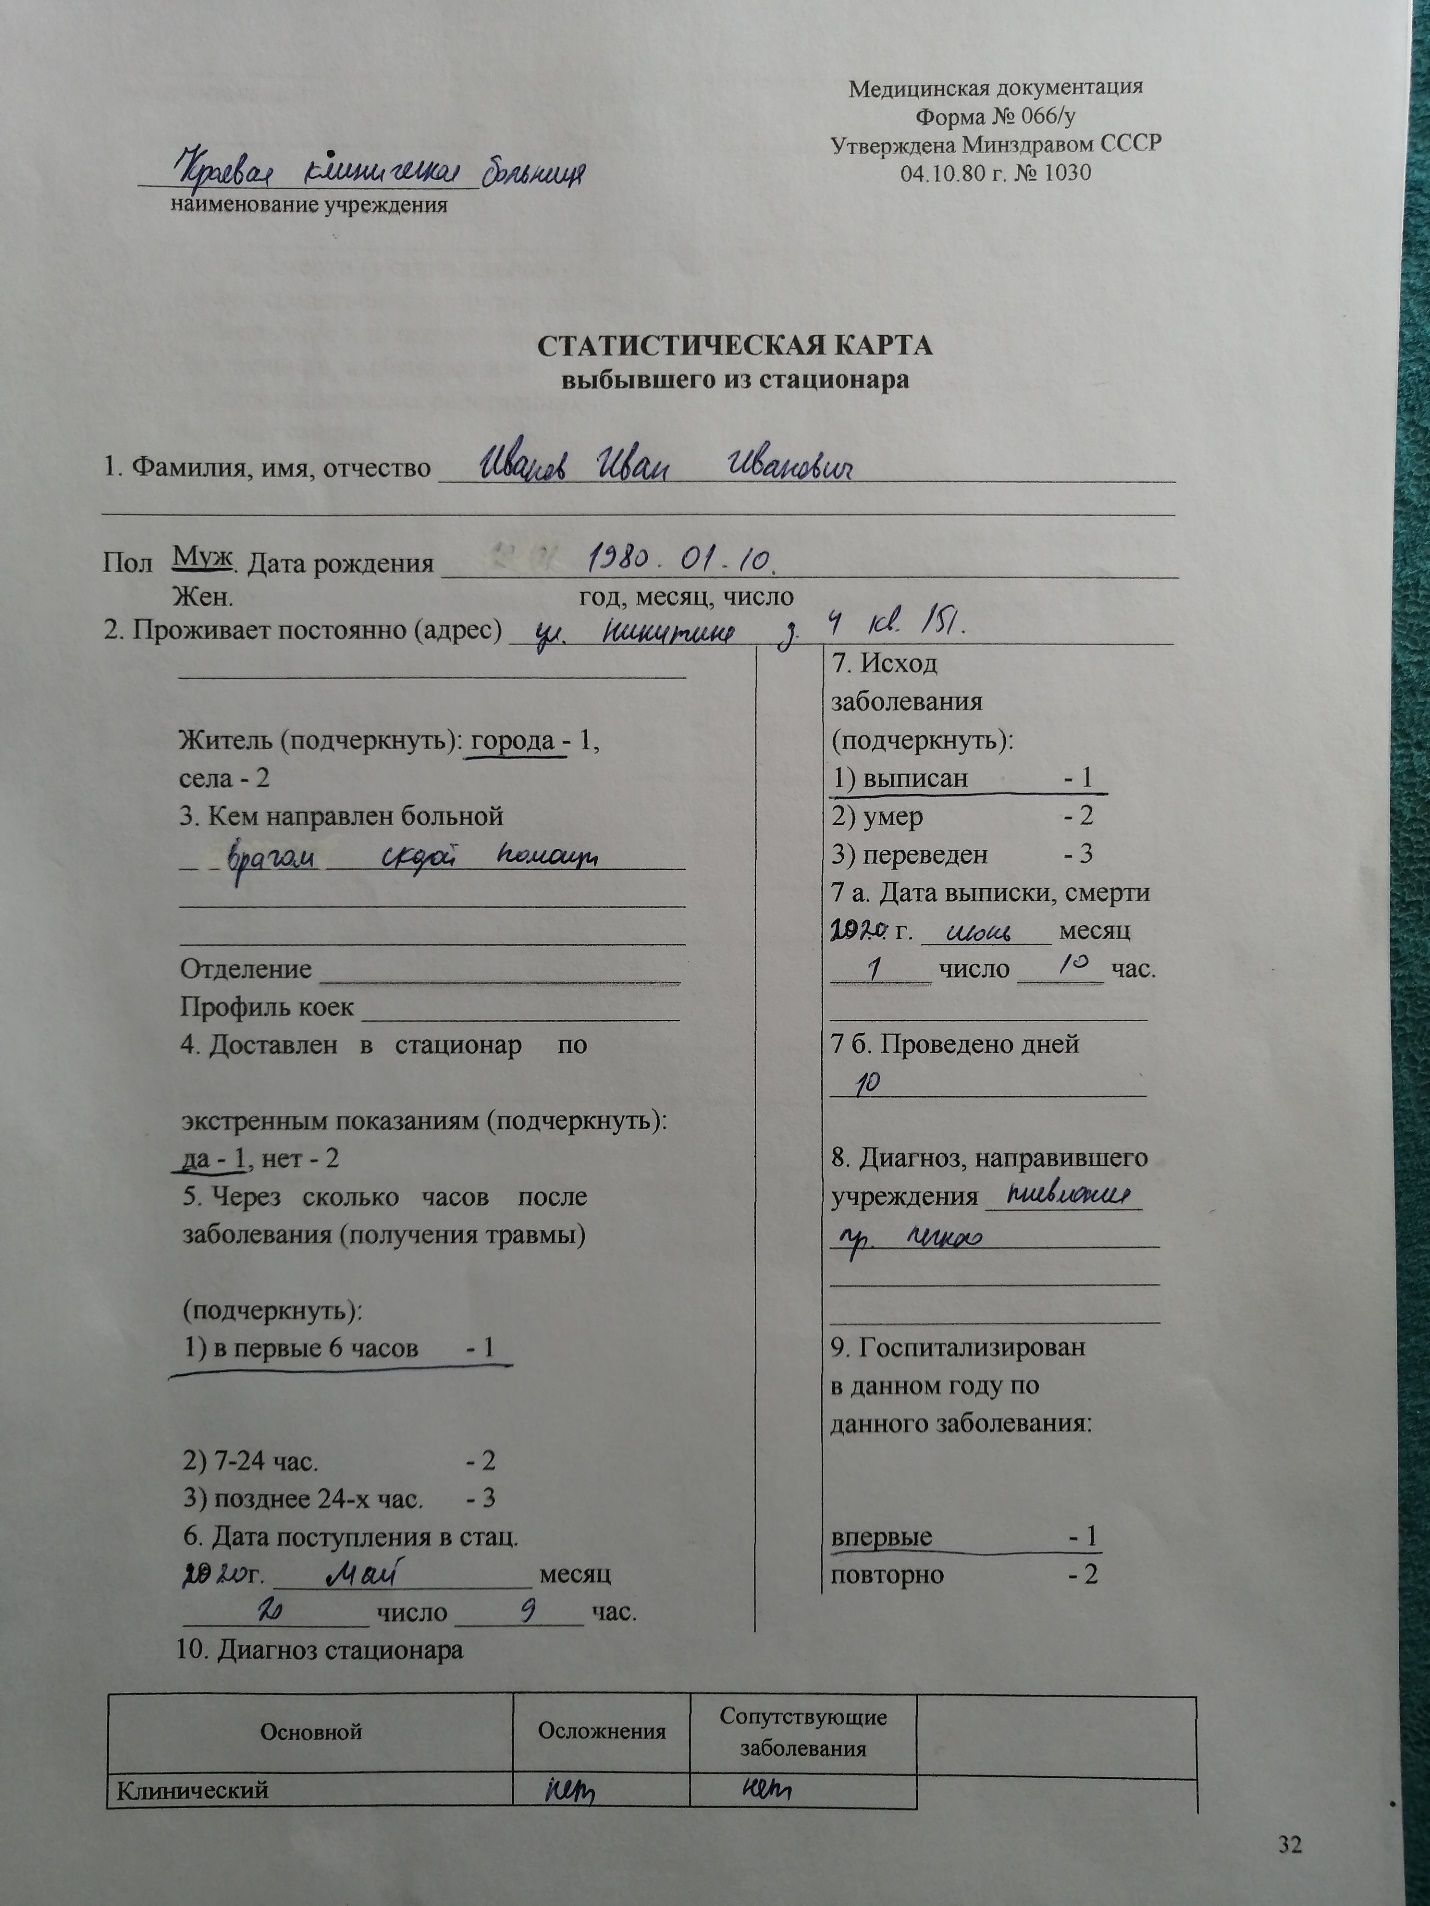 Медицинская документация
Форма № 066/у
Утверждена Минздравом СССР
04.10.80 г. № 1030
Краевая клиническая больница
наименование учреждения
СТАТИСТИЧЕСКАЯ КАРТА
выбывшего из стационара
1. Фамилия, имя, отчество Иванов Иван Иванович
Пол Муж. Дата рождения 1980. 01. 10.
Жен. год, месяц, число
2. Проживает постоянно (адрес) ул. Никитина д. 4 кв. 151.
Житель (подчеркнуть): города - 1,
села - 2
3. Кем направлен больной
врачом скорой помощи
Отделение
Профиль коек
4. Доставлен в стационар по
экстренным показаниям (подчеркнуть):
да - 1, нет - 2
5. Через сколько часов после
заболевания (получения травмы)
(подчеркнуть):
1) в первые 6 часов - 1
2) 7-24 час. - 2
3) позднее 24-х час. - 3
6. Дата поступления в стац.
2020г. май месяц
20 число 9 час.
7. Исход
заболевания
(подчеркнуть):
1) выписан - 1
2) умер - 2
3) переведен - 3
7 а. Дата выписки, смерти
2020 г. месяц
1 число 10 час.
7 б. Проведено дней
10
8. Диагноз, направившего
учреждения пневмония
пр. легкого
9. Госпитализирован
в данном году по
данного заболевания:
впервые - 1
повторно - 2
10. Диагноз стационара
Основной Осложнения Сопутствующие заболевания
Клинический нет нет
32